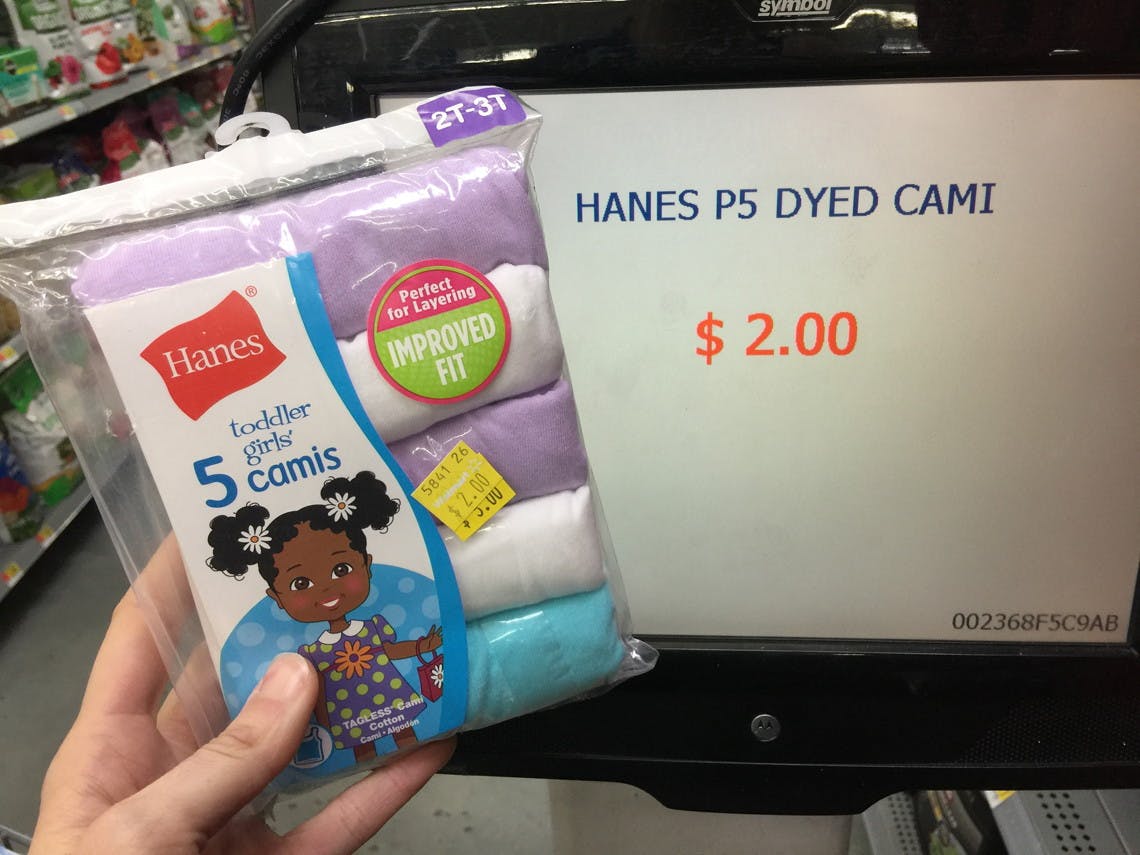 symbol
2T-3T
HANES P5 DYED CAMI
$ 2.00
Hanes®
Perfect
for Layering
IMPROVED
FIT
toddler
girls'
5 camis
5841 26
$ 2.00
TAGLESS® Cami
Cotton
Cami • Algodón
002368F5C9AB